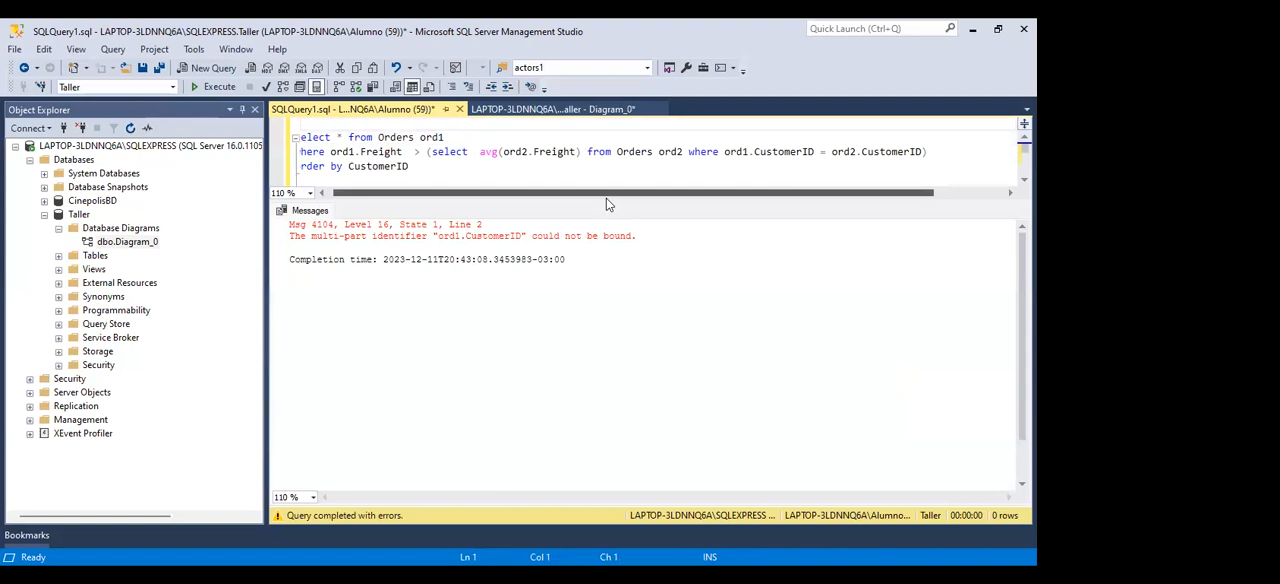 SQLQuery1.sql - LAPTOP-3LDNNQ6A\SQLEXPRESS.Taller (LAPTOP-3LDNNQ6A\Alumno (59))* - Microsoft SQL Server Management Studio
Quick Launch (Ctrl+Q)
File Edit View Query Project Tools Window Help
New Query
actors1
Taller
Execute
Object Explorer
SQLQuery1.sql - L...NQ6A\Alumno (59))*
LAPTOP-3LDNNQ6A\...aller - Diagram_0*
Connect
LAPTOP-3LDNNQ6A\SQLEXPRESS (SQL Server 16.0.1105
Databases
System Databases
Database Snapshots
CinepolisBD
Taller
Database Diagrams
dbo.Diagram_0
Tables
Views
External Resources
Synonyms
Programmability
Query Store
Service Broker
Storage
Security
Security
Server Objects
Replication
Management
XEvent Profiler
elect * from Orders ord1
here ord1.Freight > (select avg(ord2.Freight) from Orders ord2 where ord1.CustomerID = ord2.CustomerID)
rder by CustomerID
110 %
Messages
Msg 4104, Level 16, State 1, Line 2
The multi-part identifier "ord1.CustomerID" could not be bound.
Completion time: 2023-12-11T20:43:08.3453983-03:00
110 %
Query completed with errors.
LAPTOP-3LDNNQ6A\SQLEXPRESS ...
LAPTOP-3LDNNQ6A\Alumno...
Taller
00:00:00
0 rows
Bookmarks
Ready
Ln 1
Col 1
Ch 1
INS